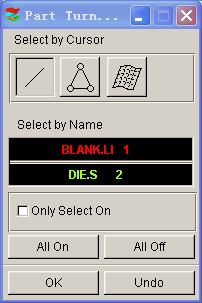 Part Turn...
Select by Cursor
Select by Name
BLANK.LI 1
DIE.S 2
Only Select On
All On All Off
OK Undo